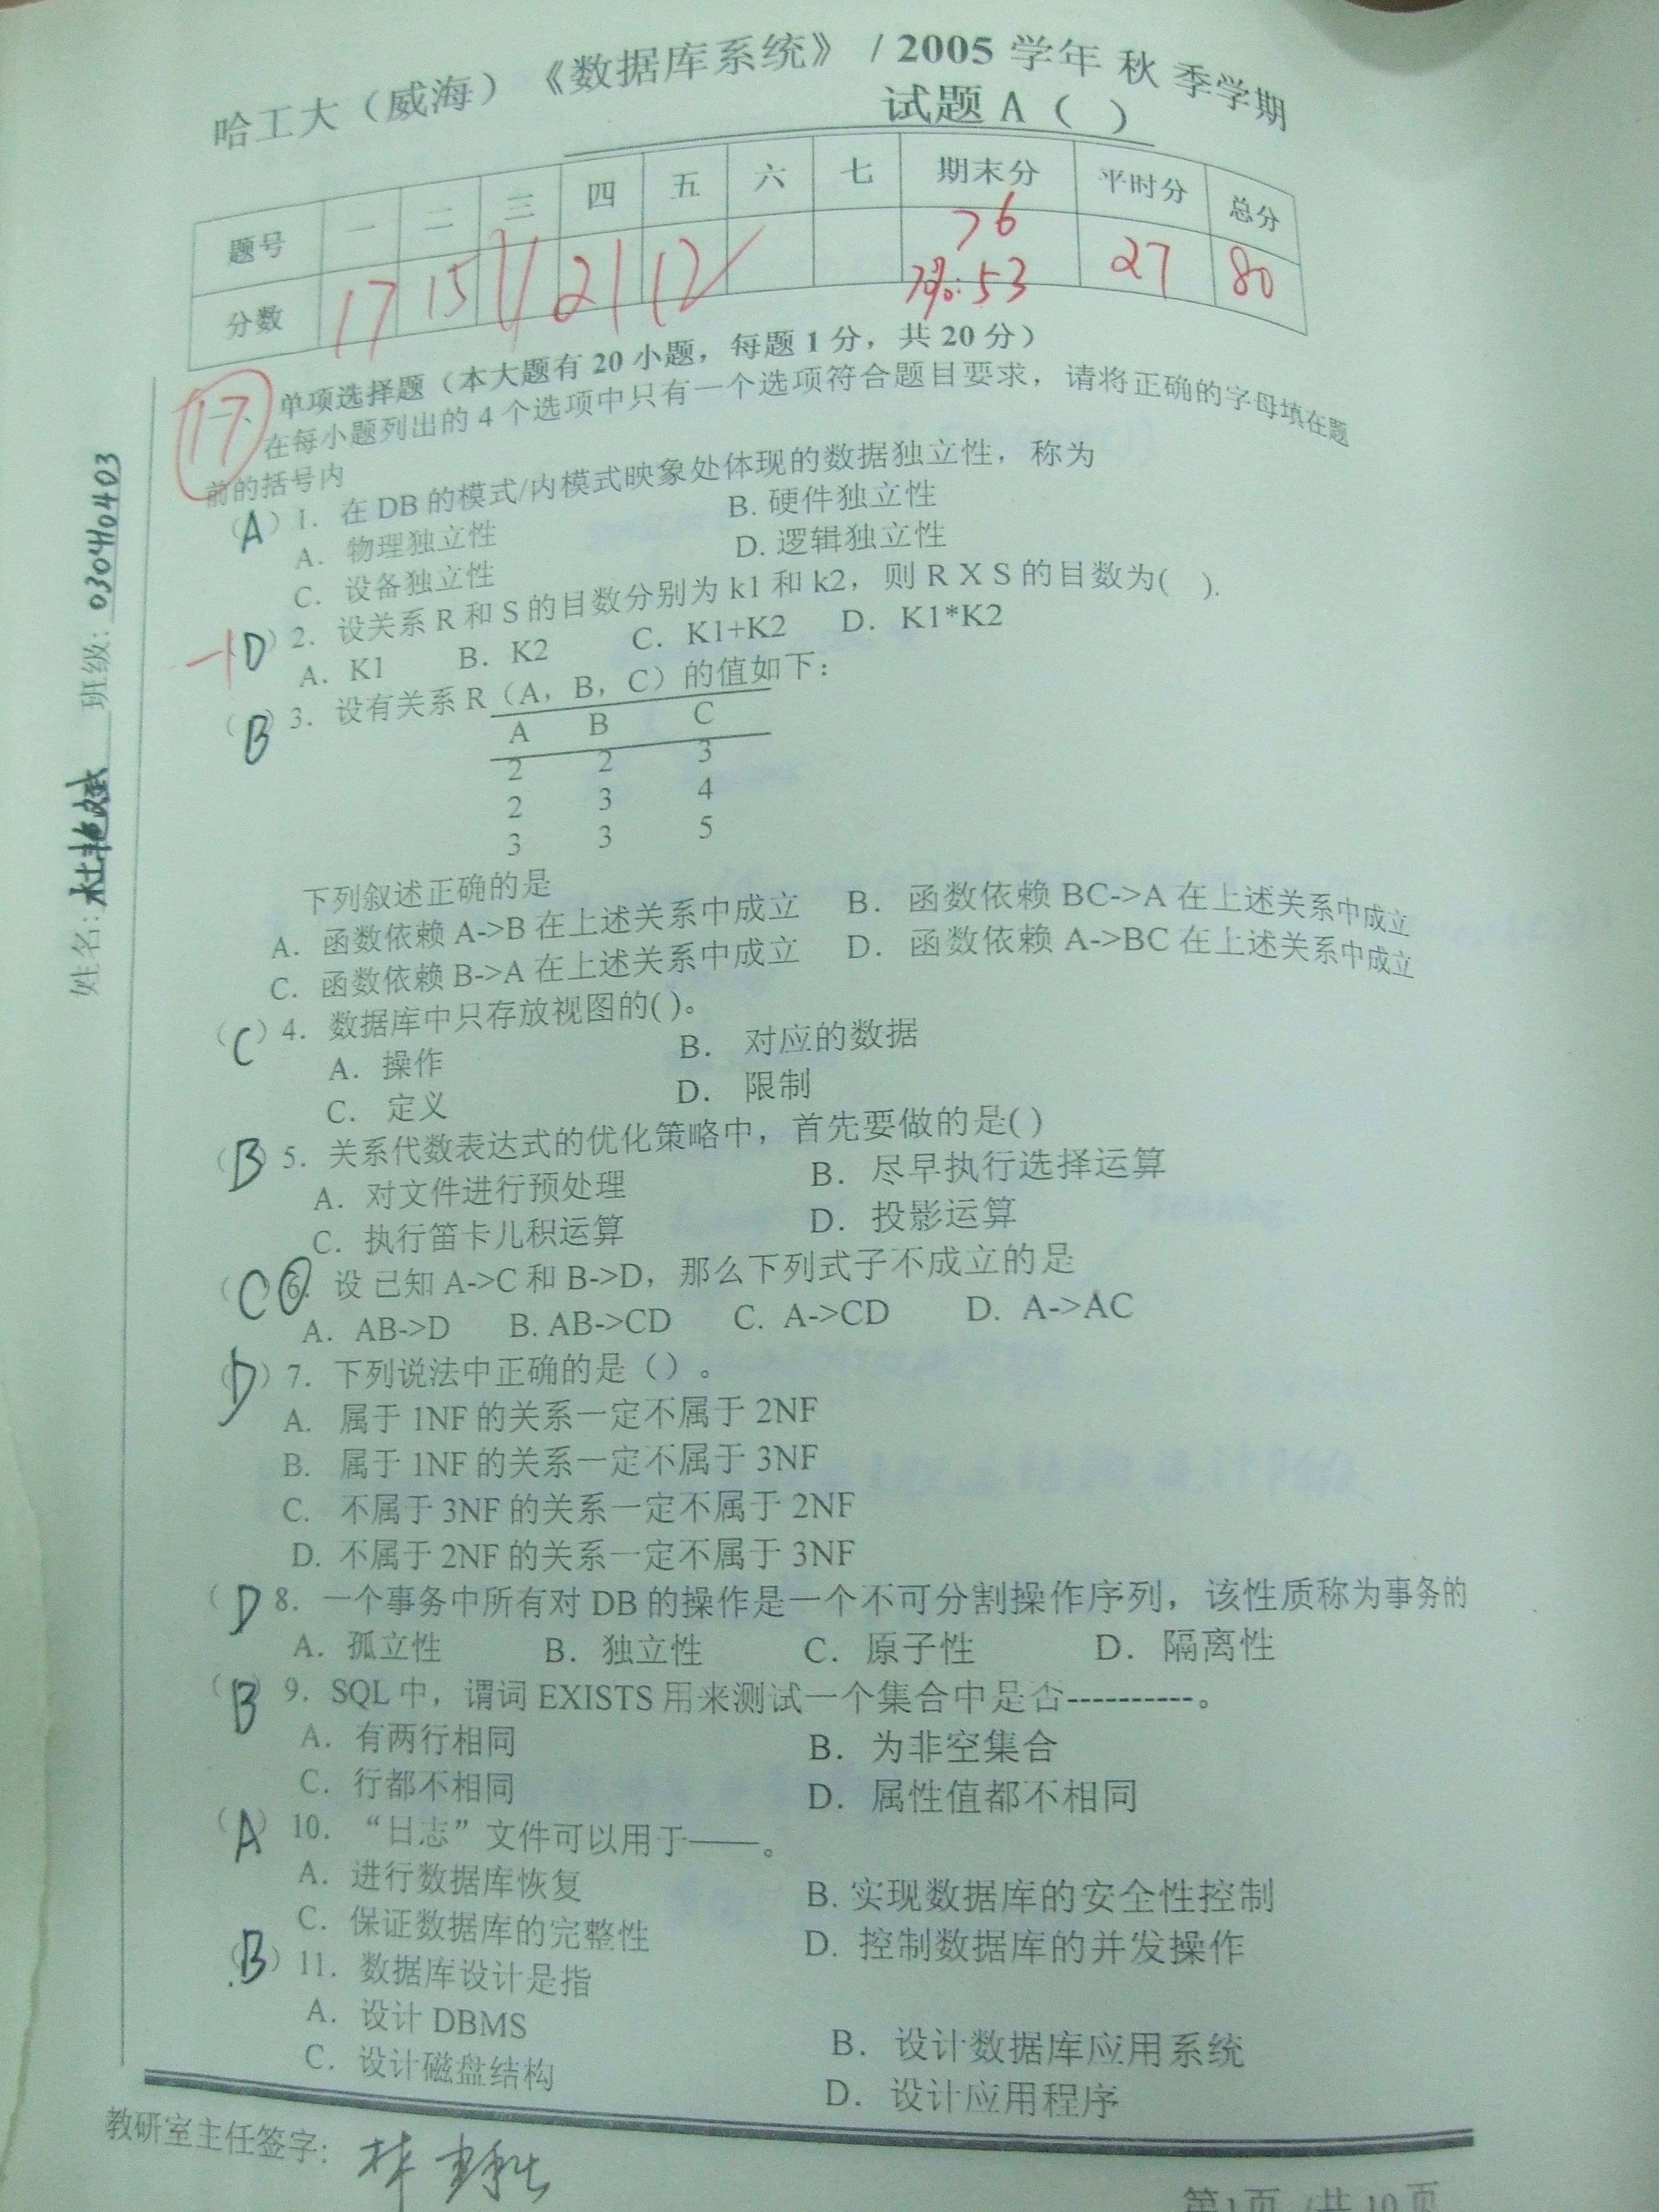 哈工大（威海）《数据库系统》 / 2005 学年 秋 季学期
试题 A（ ）
题号 一 二 三 四 五 六 七 期末分 平时分 总分
76
分数 17 15 11 21 12 70%:53 27 80
17
一、单项选择题（本大题有 20 小题，每题 1 分，共 20 分）
在每小题列出的 4 个选项中只有一个选项符合题目要求，请将正确的字母填在题
前的括号内
（A）1. 在 DB 的模式/内模式映象处体现的数据独立性，称为
A. 物理独立性 B. 硬件独立性
C. 设备独立性 D. 逻辑独立性
-1（D）2. 设关系 R 和 S 的目数分别为 k1 和 k2，则 R X S 的目数为( ).
A. K1 B. K2 C. K1+K2 D. K1*K2
（B）3. 设有关系 R（A，B，C）的值如下：
A B C
2 2 3
2 3 4
3 3 5
下列叙述正确的是
A. 函数依赖 A->B 在上述关系中成立 B. 函数依赖 BC->A 在上述关系中成立
C. 函数依赖 B->A 在上述关系中成立 D. 函数依赖 A->BC 在上述关系中成立
（C）4. 数据库中只存放视图的( )。
A. 操作 B. 对应的数据
C. 定义 D. 限制
（B）5. 关系代数表达式的优化策略中，首先要做的是( )
A. 对文件进行预处理 B. 尽早执行选择运算
C. 执行笛卡儿积运算 D. 投影运算
（C）6. 设 已知 A->C 和 B->D，那么下列式子不成立的是
A. AB->D B. AB->CD C. A->CD D. A->AC
（D）7. 下列说法中正确的是（）。
A. 属于 1NF 的关系一定不属于 2NF
B. 属于 1NF 的关系一定不属于 3NF
C. 不属于 3NF 的关系一定不属于 2NF
D. 不属于 2NF 的关系一定不属于 3NF
（D 8. 一个事务中所有对 DB 的操作是一个不可分割操作序列，该性质称为事务的
A. 孤立性 B. 独立性 C. 原子性 D. 隔离性
（B）9. SQL 中，谓词 EXISTS 用来测试一个集合中是否----------。
A. 有两行相同 B. 为非空集合
C. 行都不相同 D. 属性值都不相同
（A）10. “日志”文件可以用于——。
A. 进行数据库恢复 B. 实现数据库的安全性控制
C. 保证数据库的完整性 D. 控制数据库的并发操作
（B）11. 数据库设计是指
A. 设计 DBMS B. 设计数据库应用系统
C. 设计磁盘结构 D. 设计应用程序
教研室主任签字：
第 1 页 /共 10 页
姓名： 班级：030410403